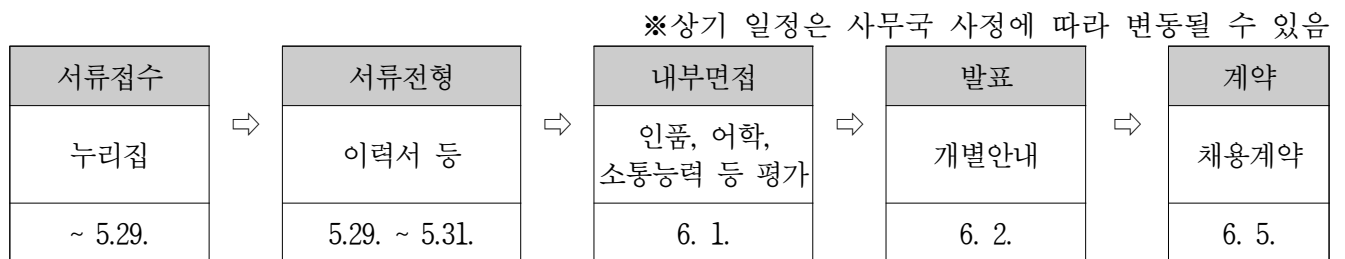 ※상기 일정은 사무국 사정에 따라 변동될 수 있음
서류접수 ⇨ 서류전형 ⇨ 내부면접 ⇨ 발표 ⇨ 계약
누리집 이력서 등 인품, 어학, 소통능력 등 평가 개별안내 채용계약
~ 5.29. 5.29. ~ 5.31. 6. 1. 6. 2. 6. 5.